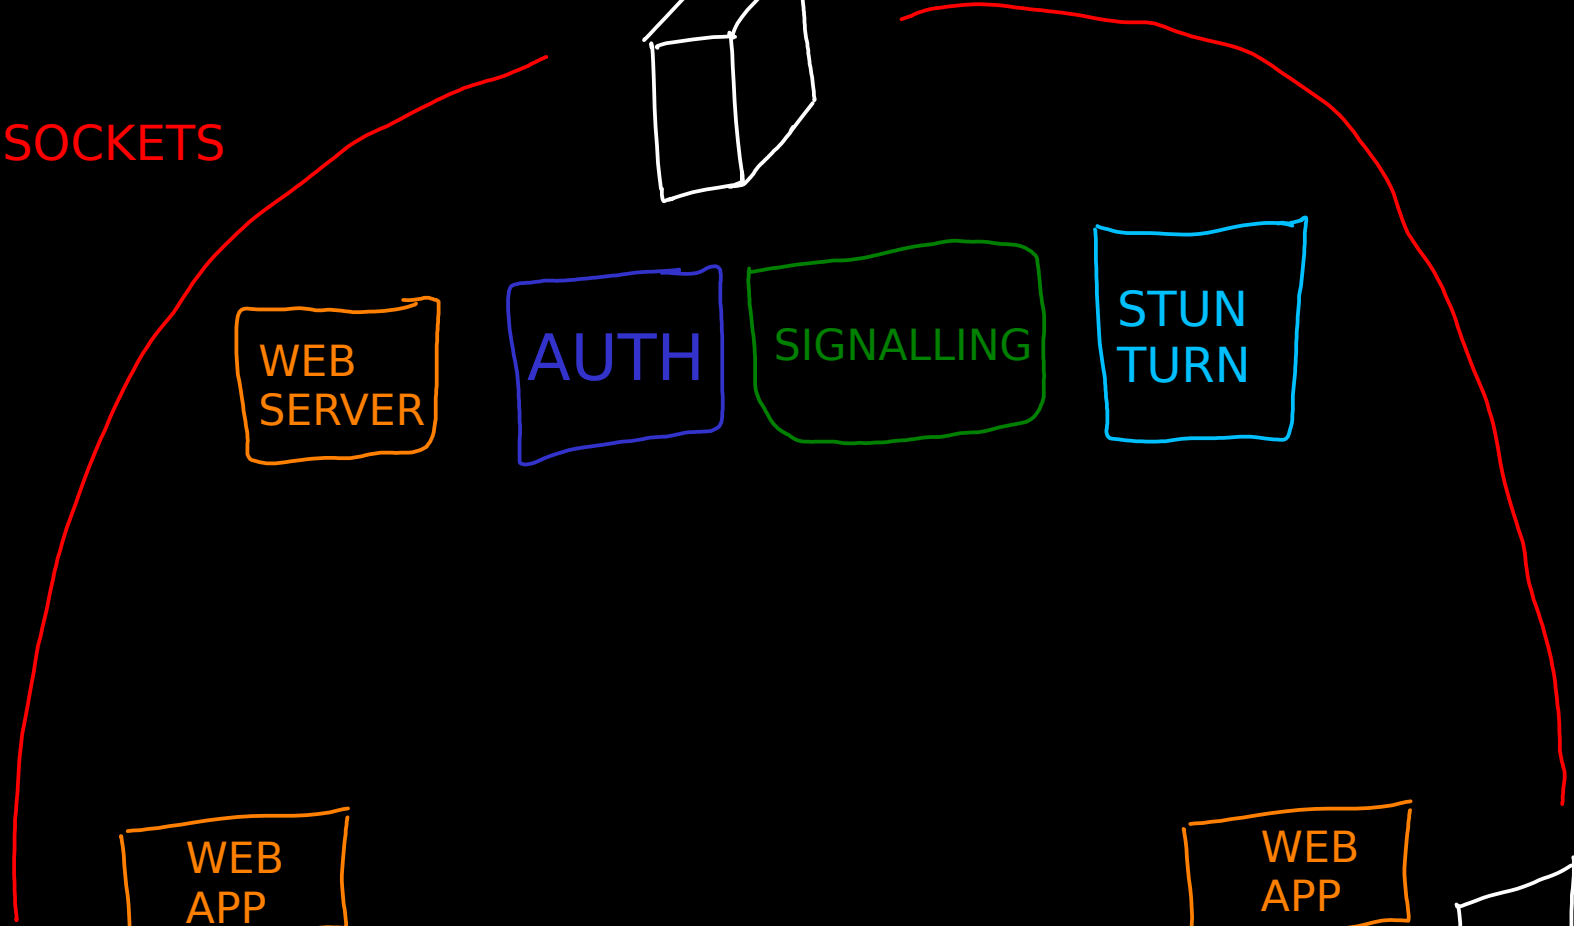 SOCKETS
WEB
SERVER
AUTH
SIGNALLING
STUN
TURN
WEB
APP
WEB
APP